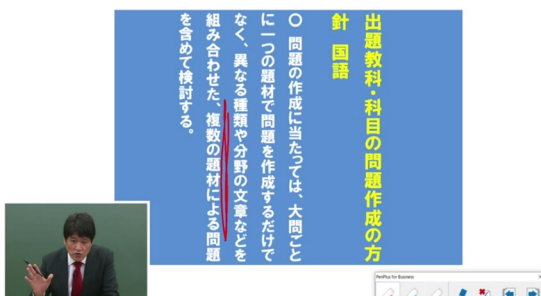 出題教科・科目の問題作成の方
針　国語
〇　問題の作成に当たっては、大問ごと
に一つの題材で問題を作成するだけで
なく、異なる種類や分野の文章などを
組み合わせた、複数の題材による問題
を含めて検討する。
PenPlus for Business